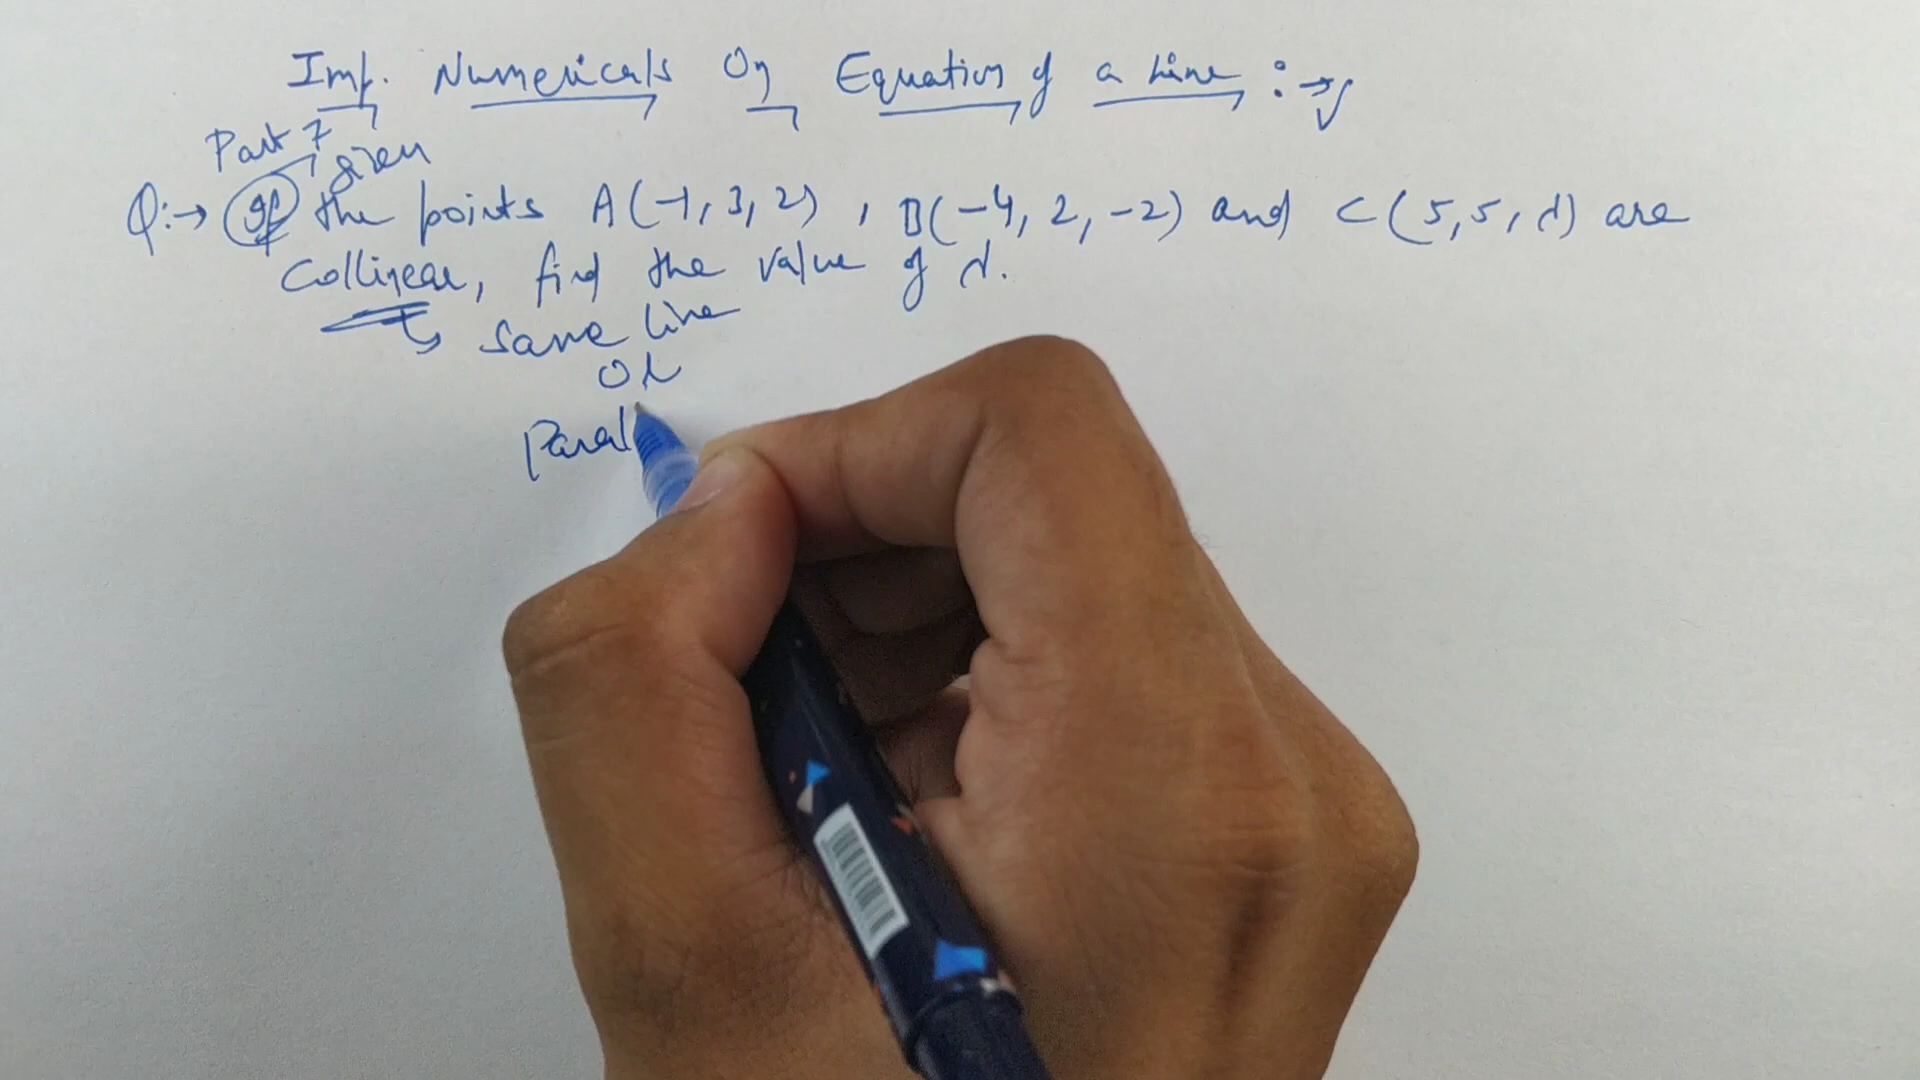 Imp. Numericals On Equation of a Line :→
Part 7
given
Q:→ If the points A(-1, 3, 2), B(-4, 2, -2) and C(5, 5, λ) are
Collinear, find the value of λ.
↳ same line
or
Paral